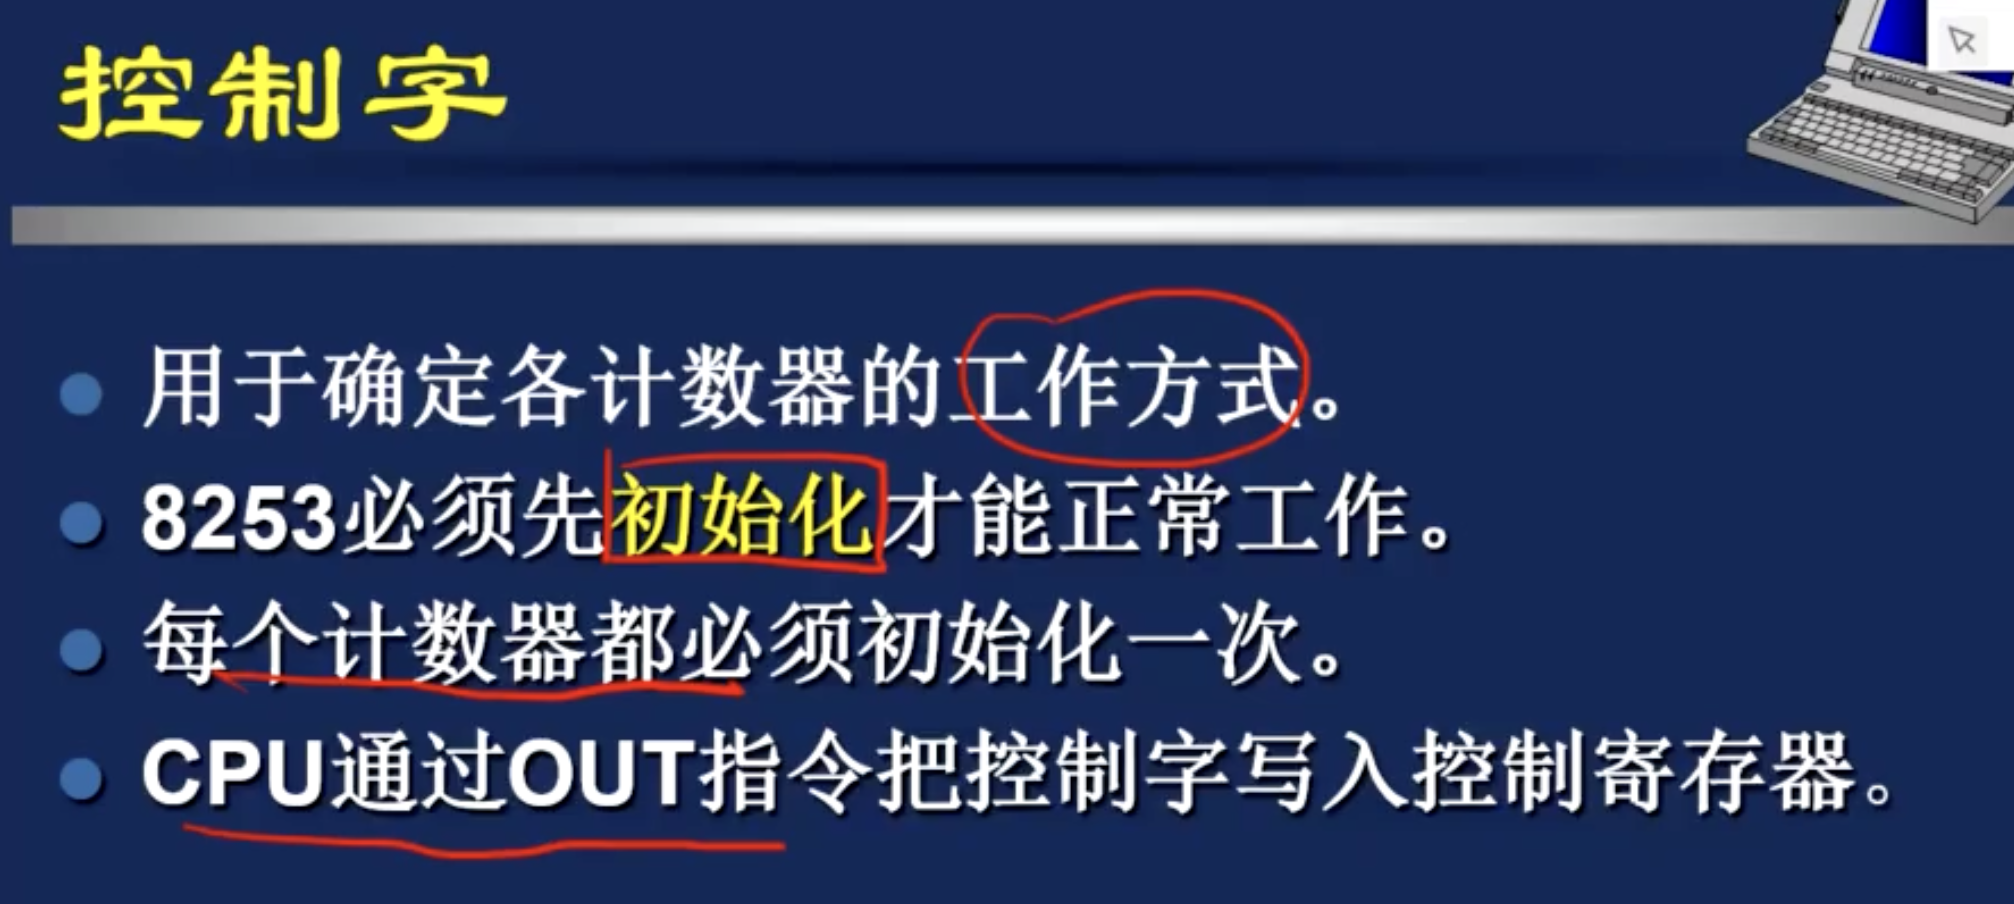 控制字
用于确定各计数器的工作方式。
8253必须先初始化才能正常工作。
每个计数器都必须初始化一次。
CPU通过OUT指令把控制字写入控制寄存器。